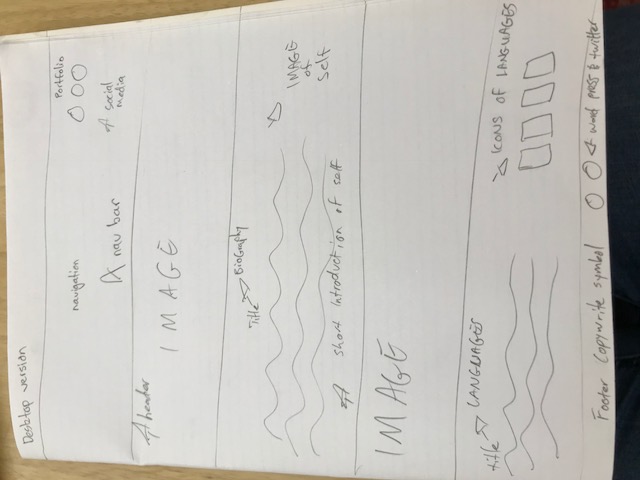 Desktop version
Portfolio
navigation
nav bar
social
media
header
IMAGE
Biography
Title
IMAGE
of
Self
short introduction of self
IMAGE
LANGNAGES
title
ICONS OF LANGUAGES
Footer Copywrite symbol
word press & twitter